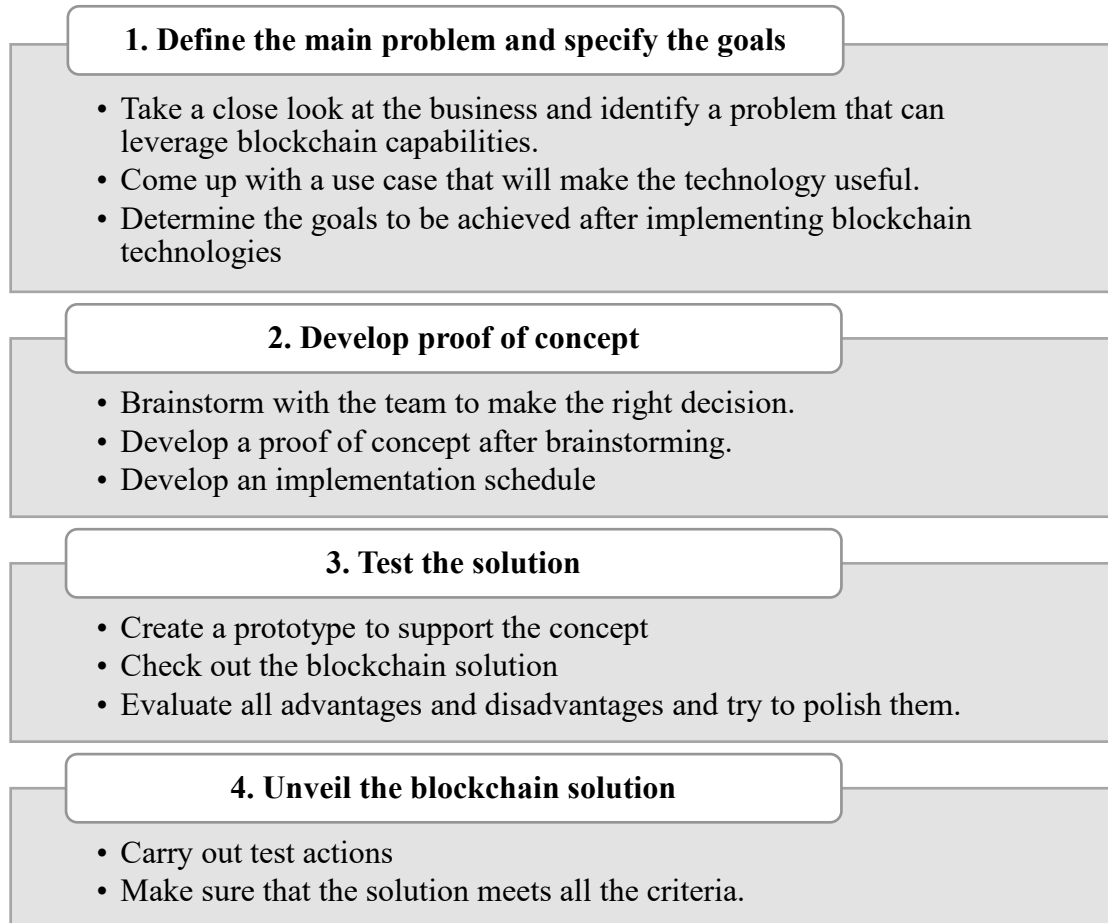 1. Define the main problem and specify the goals
• Take a close look at the business and identify a problem that can
leverage blockchain capabilities.
• Come up with a use case that will make the technology useful.
• Determine the goals to be achieved after implementing blockchain
technologies
2. Develop proof of concept
• Brainstorm with the team to make the right decision.
• Develop a proof of concept after brainstorming.
• Develop an implementation schedule
3. Test the solution
• Create a prototype to support the concept
• Check out the blockchain solution
• Evaluate all advantages and disadvantages and try to polish them.
4. Unveil the blockchain solution
• Carry out test actions
• Make sure that the solution meets all the criteria.